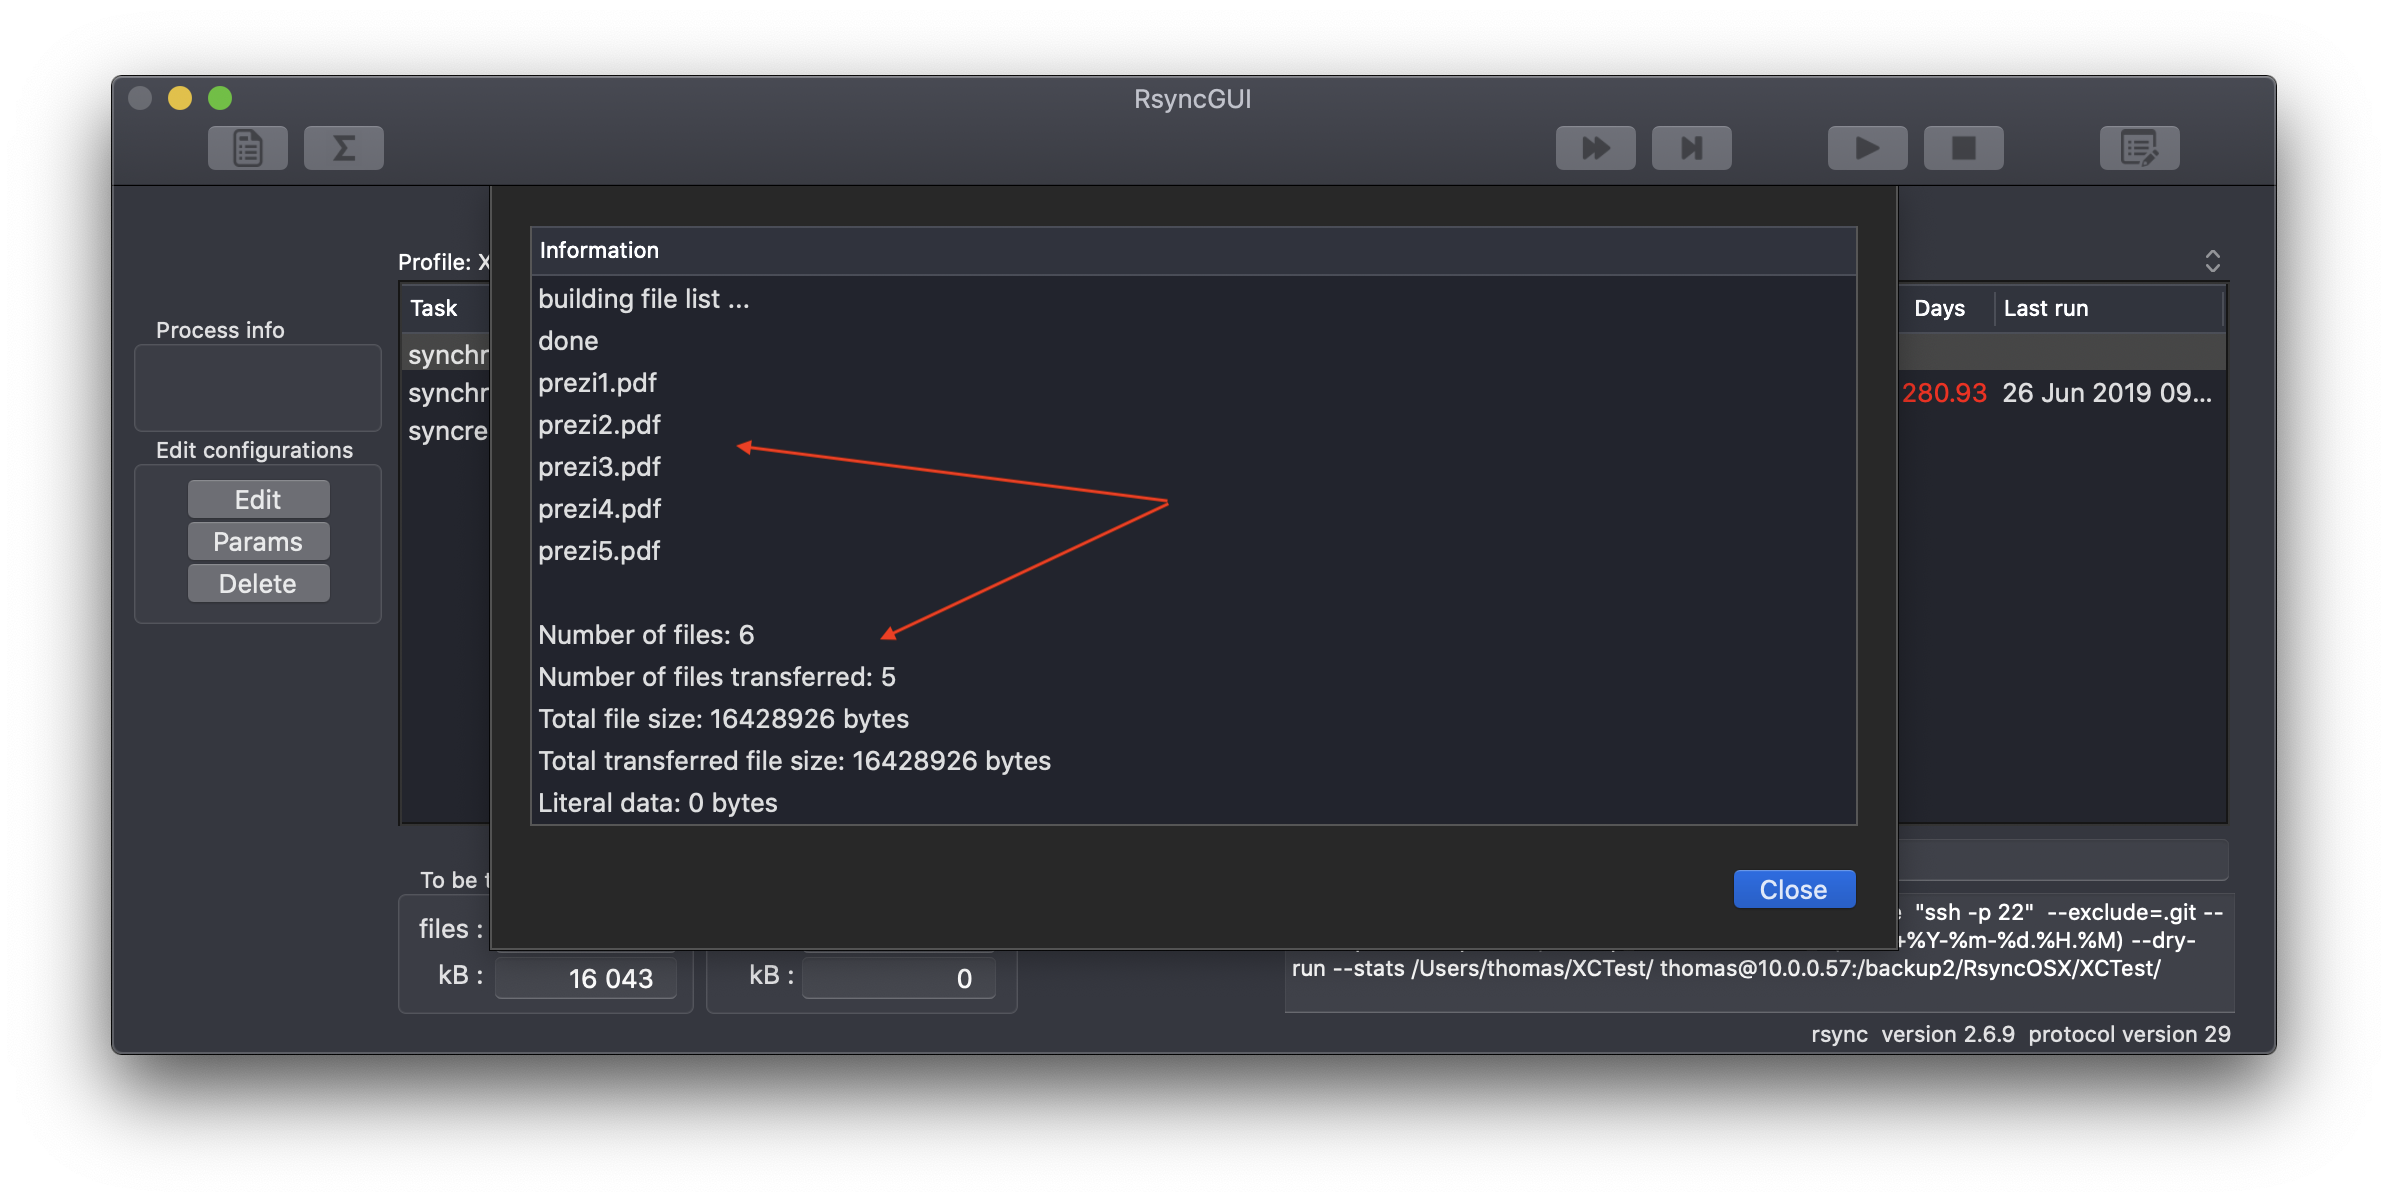 RsyncGUI
Σ
Profile: X
Information
building file list ...
done
prezi1.pdf
prezi2.pdf
prezi3.pdf
prezi4.pdf
prezi5.pdf
Number of files: 6
Number of files transferred: 5
Total file size: 16428926 bytes
Total transferred file size: 16428926 bytes
Literal data: 0 bytes
Close
Task
synchr
synchr
syncre
Days
Last run
280.93
26 Jun 2019 09...
Process info
Edit configurations
Edit
Params
Delete
To be t
files :
kB :
16 043
kB :
0
"ssh -p 22" --exclude=.git --
+%Y-%m-%d.%H.%M) --dry-
run --stats /Users/thomas/XCTest/ thomas@10.0.0.57:/backup2/RsyncOSX/XCTest/
rsync version 2.6.9 protocol version 29